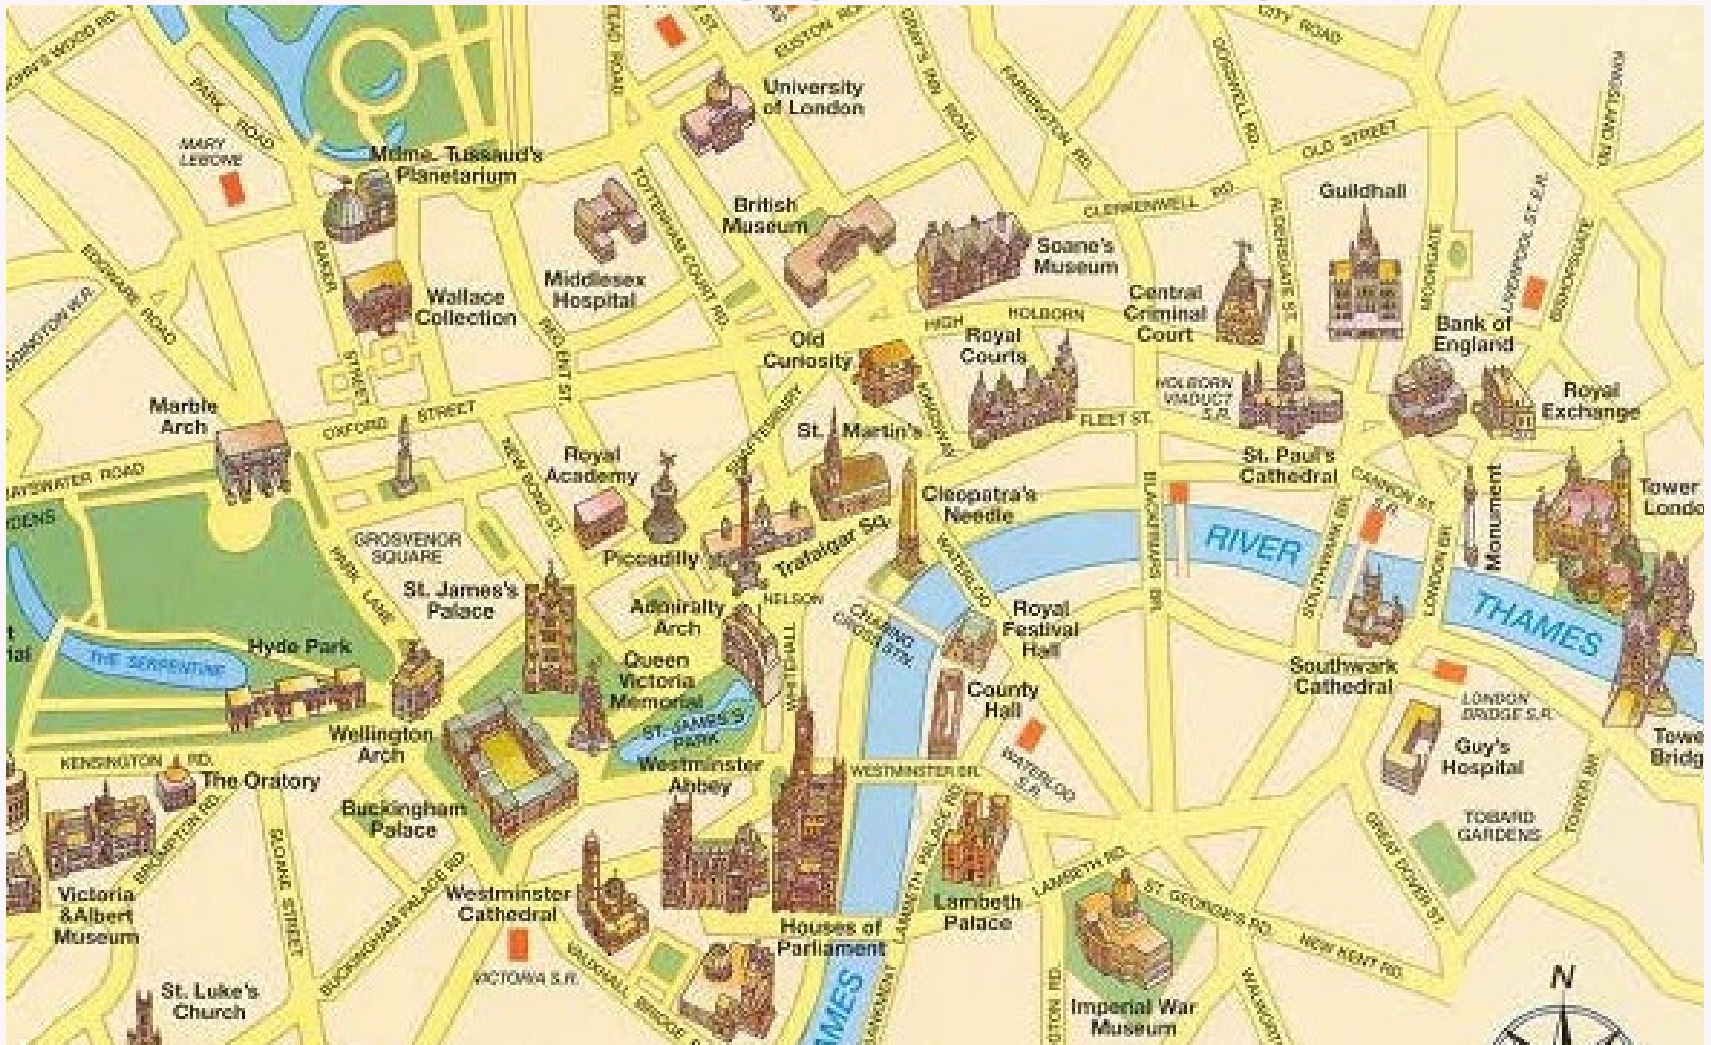 CITY ROAD
EUSTON
GRAY'S INN ROAD
FARRINGTON RD.
GOSWELL RD.
KINGSLAND RD.
PARK ROAD
University
of London
OLD STREET
MARY
LEBONE
Mdme. Tussaud's
Planetarium
TOTTENHAM COURT RD.
British
Museum
CLERKENWELL RD.
Guildhall
LIVERPOOL ST. R.R.
ALDERSGATE ST.
MOORGATE
BISHOPSGATE
Soane's
Museum
EDGWARE ROAD
BAKER STREET
Middlesex
Hospital
Wallace
Collection
REGENT ST.
Central
Criminal
Court
HIGH HOLBORN
Old
Curiosity
Royal
Courts
Bank of
England
HOLBORN
VIADUCT
S.R.
Royal
Exchange
Marble
Arch
OXFORD STREET
SHAFTESBURY
KINGSWAY
FLEET ST.
St. Martin's
NEW BOND ST.
Royal
Academy
St. Paul's
Cathedral
CANNON ST.
S.R.
Monument
Tower
BAYSWATER ROAD
Cleopatra's
Needle
BLACKFRIARS BR.
SOUTHWARK BR.
LONDON BR.
GROSVENOR
SQUARE
Piccadilly
Trafalgar Sq.
RIVER
THAMES
WATERLOO
PARK LANE
St. James's
Palace
NELSON
Admiralty
Arch
CHARING
CROSS STN.
Royal
Festival
Hall
WHITEHALL
Hyde Park
THE SERPENTINE
Queen
Victoria
Memorial
Southwark
Cathedral
County
Hall
LONDON
BRIDGE S.R.
ST. JAMES'S
PARK
Wellington
Arch
WATERLOO
S.R.
Guy's
Hospital
KENSINGTON RD.
The Oratory
Westminster
Abbey
WESTMINSTER BR.
TOWER BR.
Buckingham
Palace
BROMPTON RD.
TOBARD
GARDENS
GREAT DOVER ST.
LAMBETH PALACE RD.
LAMBETH RD.
ST. GEORGE'S RD.
NEW KENT RD.
SLOANE STREET
BUCKINGHAM PALACE RD.
Victoria
&Albert
Museum
Westminster
Cathedral
Lambeth
Palace
Houses of
Parliament
VICTORIA S.R.
VAUXHALL BRIDGE
St. Luke's
Church
Imperial War
Museum
N